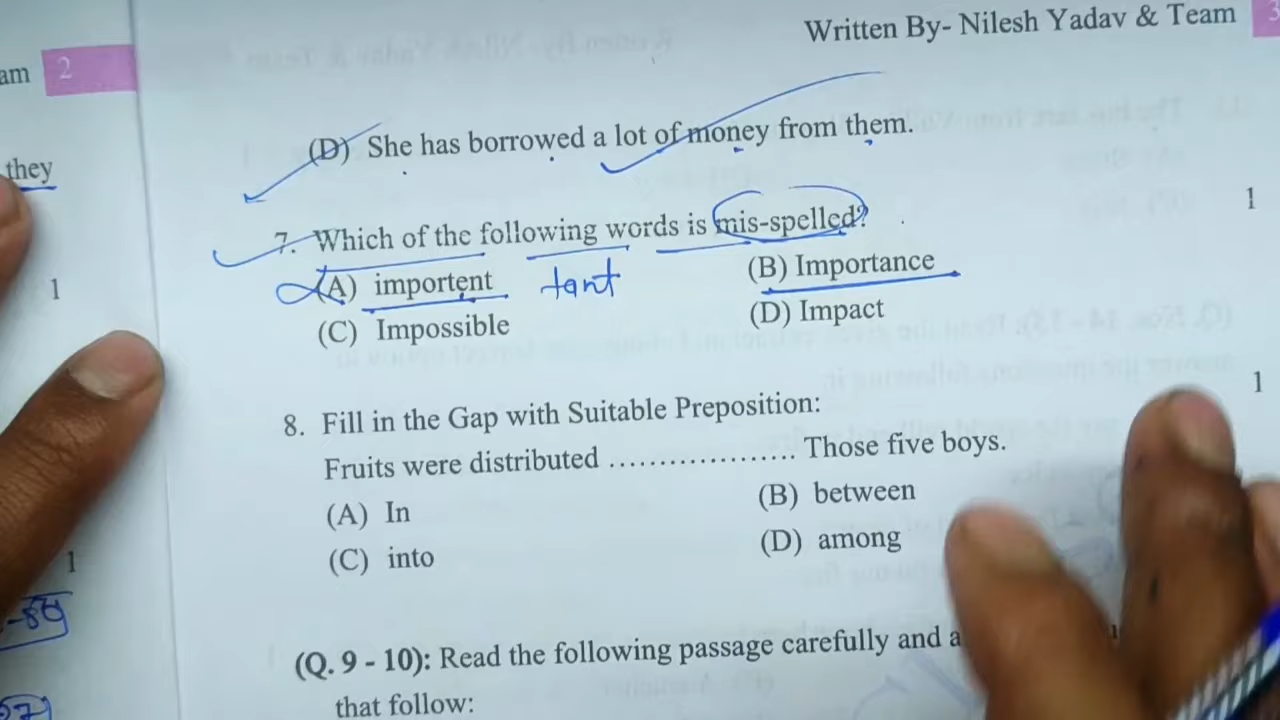 Written By- Nilesh Yadav & Team
am 2
they
(D) She has borrowed a lot of money from them.
7. Which of the following words is mis-spelled? 1
(A) importent tant (B) Importance
1
(C) Impossible (D) Impact
8. Fill in the Gap with Suitable Preposition: 1
Fruits were distributed ................... Those five boys.
(A) In (B) between
(C) into (D) among
1
(Q. 9 - 10): Read the following passage carefully and a
that follow: